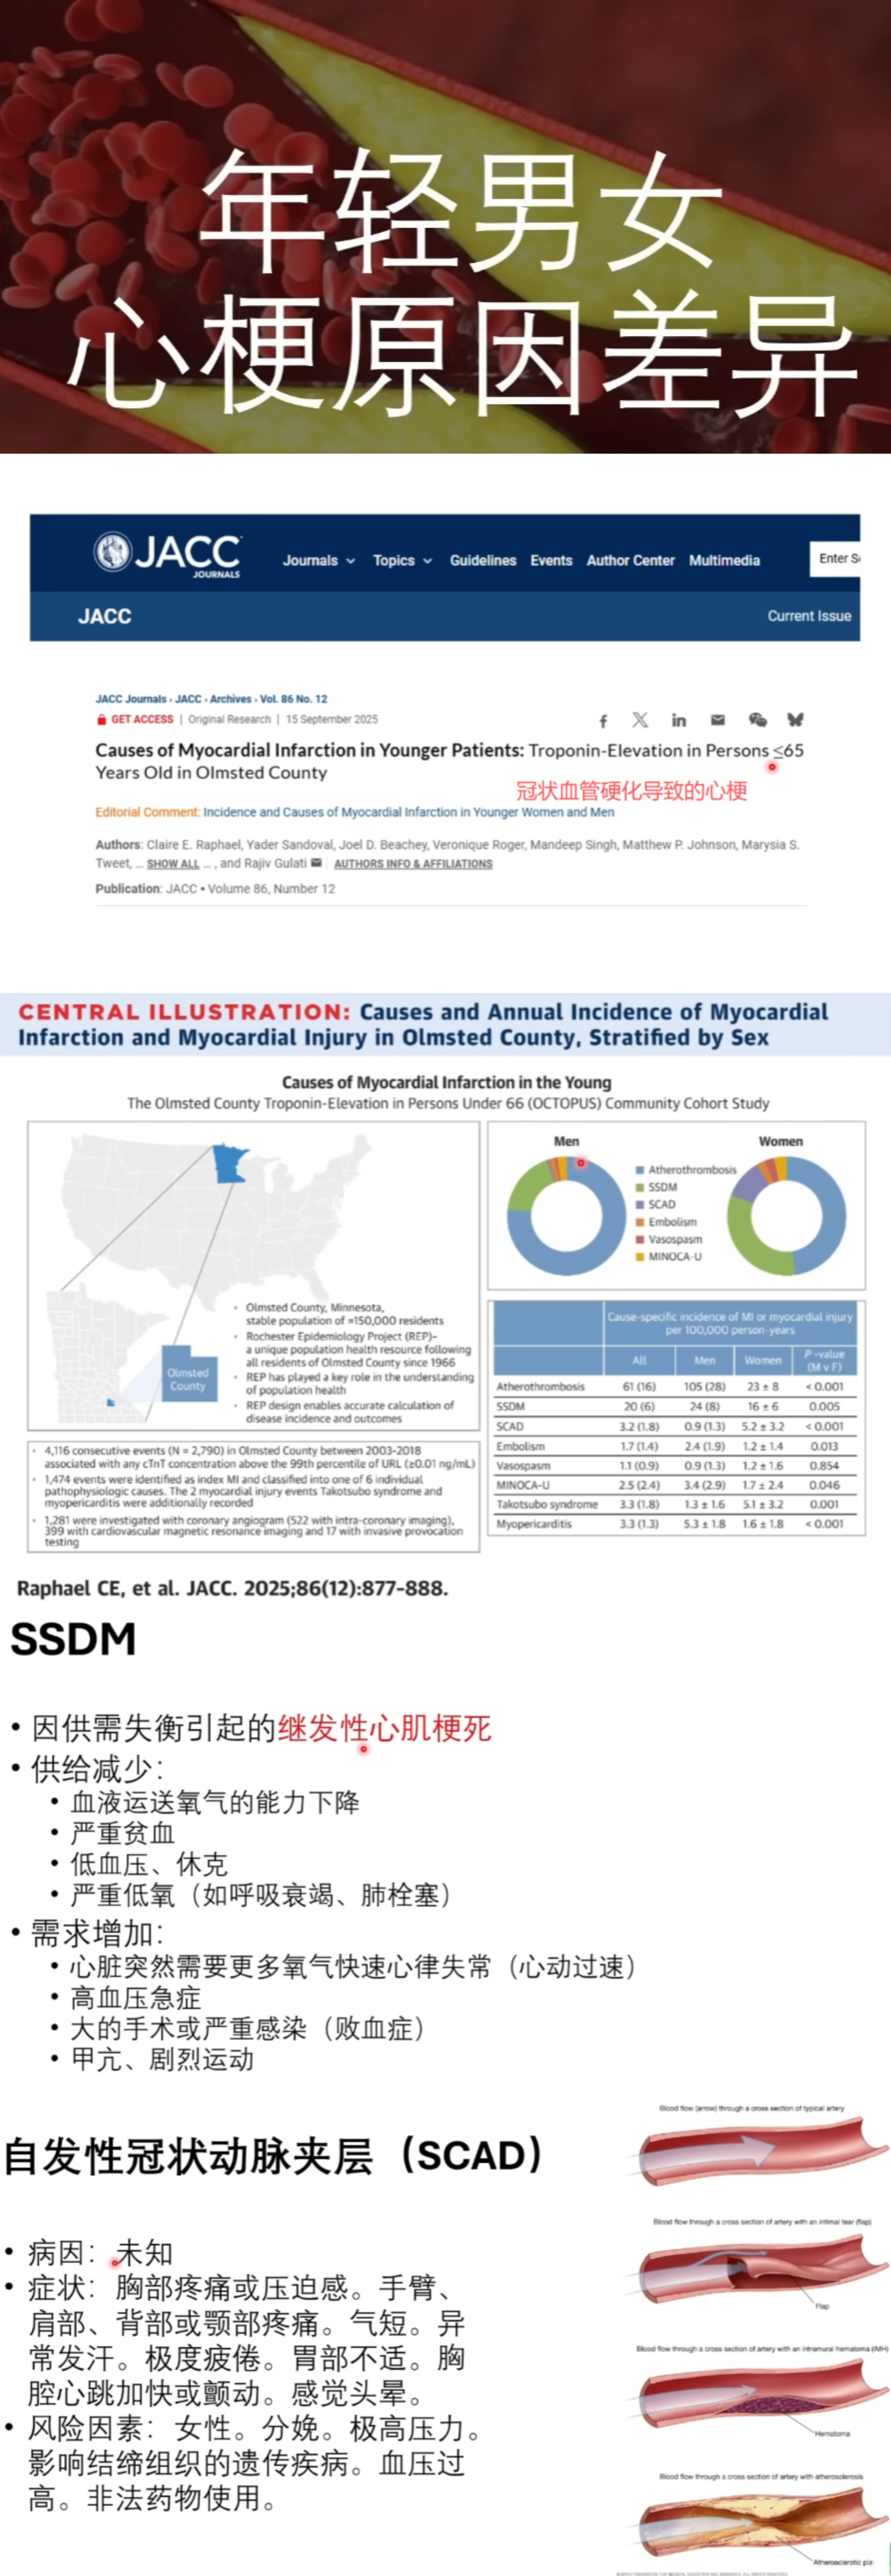 年轻男女
心梗原因差异
JACC
JOURNALS
Journals Topics Guidelines Events Author Center Multimedia
Enter S
JACC
Current Issue
JACC Journals › JACC › Archives › Vol. 86 No. 12
GET ACCESS | Original Research | 15 September 2025
Causes of Myocardial Infarction in Younger Patients: Troponin-Elevation in Persons ≤65
Years Old in Olmsted County
冠状血管硬化导致的心梗
Editorial Comment: Incidence and Causes of Myocardial Infarction in Younger Women and Men
Authors: Claire E. Raphael, Yader Sandoval, Joel D. Beachey, Veronique Roger, Mandeep Singh, Matthew P. Johnson, Marysia S.
Tweet, … SHOW ALL … , and Rajiv Gulati AUTHORS INFO & AFFILIATIONS
Publication: JACC • Volume 86, Number 12
CENTRAL ILLUSTRATION: Causes and Annual Incidence of Myocardial
Infarction and Myocardial Injury in Olmsted County, Stratified by Sex
Causes of Myocardial Infarction in the Young
The Olmsted County Troponin-Elevation in Persons Under 66 (OCTOPUS) Community Cohort Study
Olmsted
County
• Olmsted County, Minnesota,
stable population of ≈150,000 residents
• Rochester Epidemiology Project (REP)–
a unique population health resource following
all residents of Olmsted County since 1966
• REP has played a key role in the understanding
of population health
• REP design enables accurate calculation of
disease incidence and outcomes
• 4,116 consecutive events (N = 2,790) in Olmsted County between 2003-2018
associated with any cTnT concentration above the 99th percentile of URL (≥0.01 ng/mL)
• 1,474 events were identified as index MI and classified into one of 6 individual
pathophysiologic causes. The 2 myocardial injury events Takotsubo syndrome and
myopericarditis were additionally recorded
• 1,281 were investigated with coronary angiogram (522 with intra-coronary imaging),
399 with cardiovascular magnetic resonance imaging and 17 with invasive provocation
testing
Men
Women
Atherothrombosis
SSDM
SCAD
Embolism
Vasospasm
MINOCA-U
Cause-specific incidence of MI or myocardial injury
per 100,000 person-years
All Men Women P-value
(M v F)
Atherothrombosis 61 (16) 105 (28) 23 ± 8 < 0.001
SSDM 20 (6) 24 (8) 16 ± 6 0.005
SCAD 3.2 (1.8) 0.9 (1.3) 5.2 ± 3.2 < 0.001
Embolism 1.7 (1.4) 2.4 (1.9) 1.2 ± 1.4 0.013
Vasospasm 1.1 (0.9) 0.9 (1.3) 1.2 ± 1.6 0.854
MINOCA-U 2.5 (2.4) 3.4 (2.9) 1.7 ± 2.4 0.046
Takotsubo syndrome 3.3 (1.8) 1.3 ± 1.6 5.1 ± 3.2 0.001
Myopericarditis 3.3 (1.3) 5.3 ± 1.8 1.6 ± 1.8 < 0.001
Raphael CE, et al. JACC. 2025;86(12):877-888.
SSDM
• 因供需失衡引起的继发性心肌梗死
• 供给减少：
• 血液运送氧气的能力下降
• 严重贫血
• 低血压、休克
• 严重低氧（如呼吸衰竭、肺栓塞）
• 需求增加：
• 心脏突然需要更多氧气快速心律失常（心动过速）
• 高血压急症
• 大的手术或严重感染（败血症）
• 甲亢、剧烈运动
自发性冠状动脉夹层（SCAD）
• 病因：未知
• 症状：胸部疼痛或压迫感。手臂、
肩部、背部或颚部疼痛。气短。异
常发汗。极度疲倦。胃部不适。胸
腔心跳加快或颤动。感觉头晕。
• 风险因素：女性。分娩。极高压力。
影响结缔组织的遗传疾病。血压过
高。非法药物使用。
Blood flow (arrow) through a cross section of typical artery
Blood flow through a cross section of artery with an intimal tear (flap)
Flap
Blood flow through a cross section of artery with an intramural hematoma (IMH)
Hematoma
Blood flow through a cross section of artery with atherosclerosis
Atherosclerotic pla